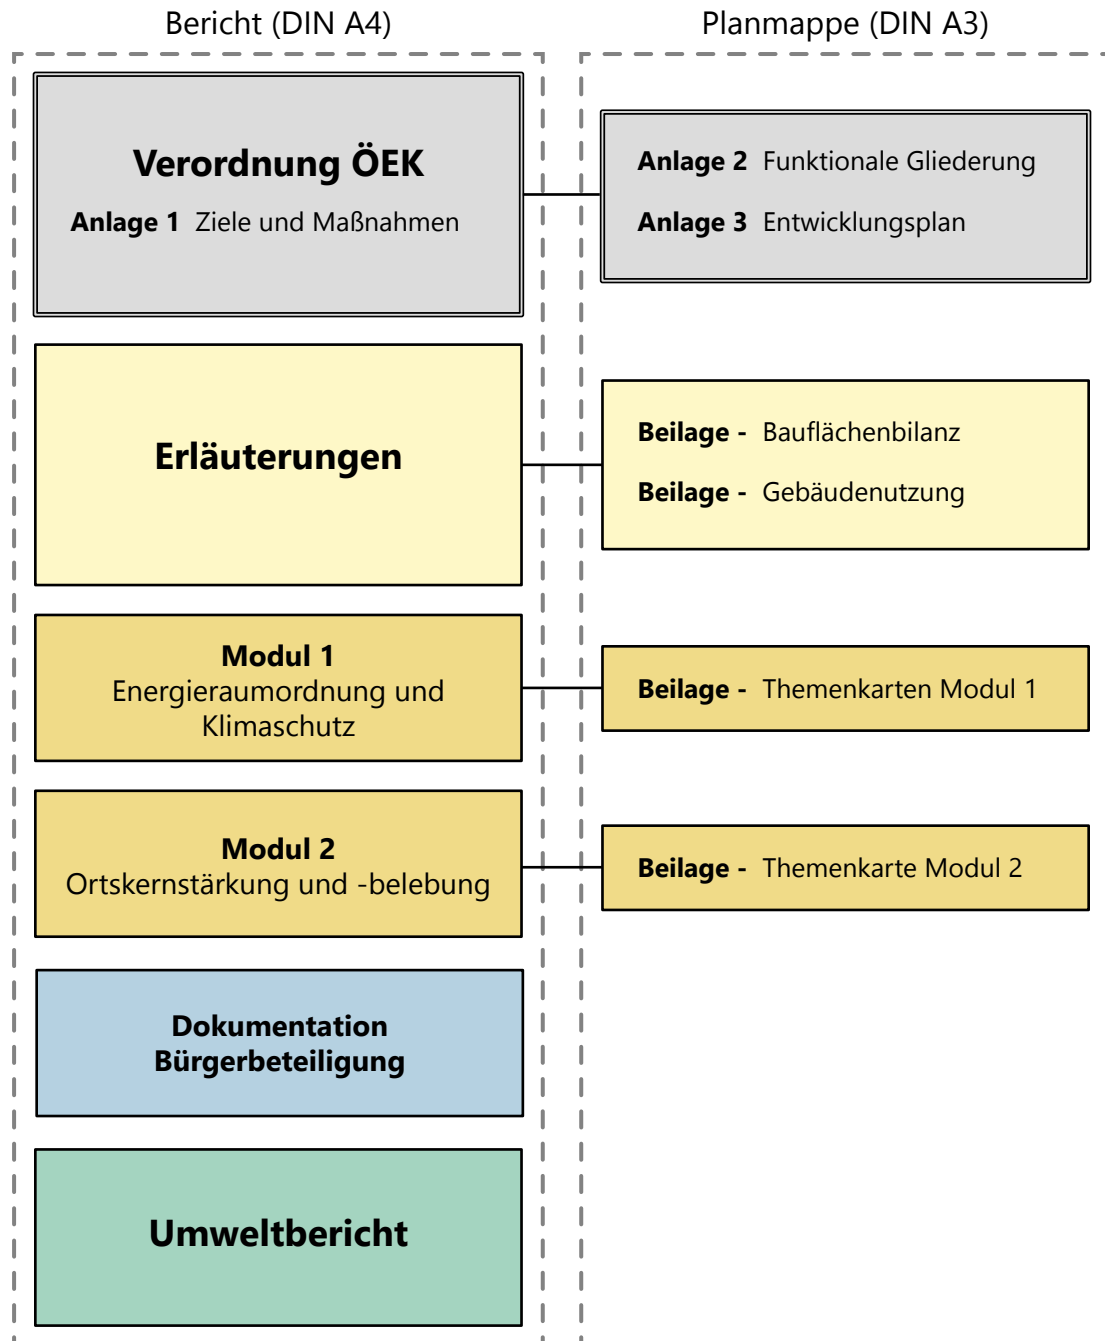 Bericht (DIN A4)
Planmappe (DIN A3)
Verordnung ÖEK
Anlage 1 Ziele und Maßnahmen
Anlage 2 Funktionale Gliederung
Anlage 3 Entwicklungsplan
Erläuterungen
Beilage - Bauflächenbilanz
Beilage - Gebäudenutzung
Modul 1
Energieraumordnung und
Klimaschutz
Beilage - Themenkarten Modul 1
Modul 2
Ortskernstärkung und -belebung
Beilage - Themenkarte Modul 2
Dokumentation
Bürgerbeteiligung
Umweltbericht